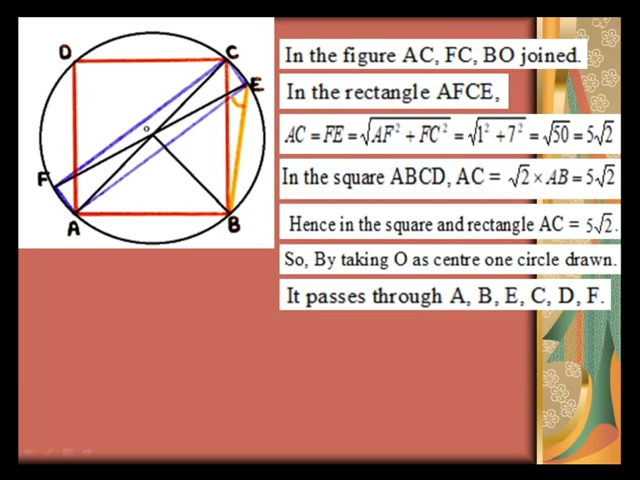 D
C
E
o
F
A
B
In the figure AC, FC, BO joined.
In the rectangle AFCE,
AC = FE = √AF² + FC² = √1² + 7² = √50 = 5√2
In the square ABCD, AC = √2 × AB = 5√2
Hence in the square and rectangle AC = 5√2.
So, By taking O as centre one circle drawn.
It passes through A, B, E, C, D, F.